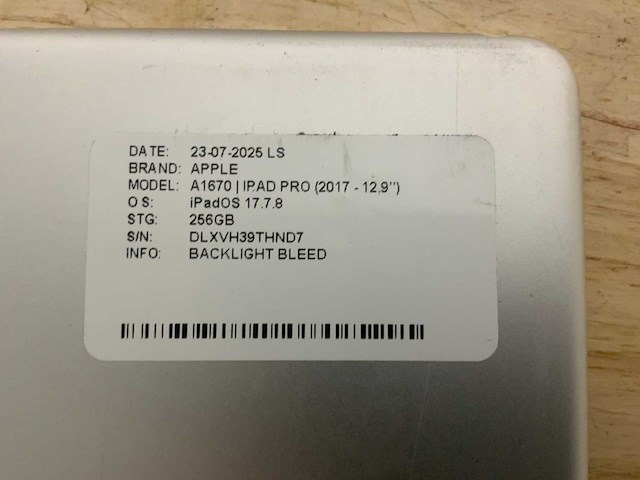 DATE: 23-07-2025 LS
BRAND: APPLE
MODEL: A1670 | IPAD PRO (2017 - 12.9")
OS: iPadOS 17.7.8
STG: 256GB
S/N: DLXVH39THND7
INFO: BACKLIGHT BLEED